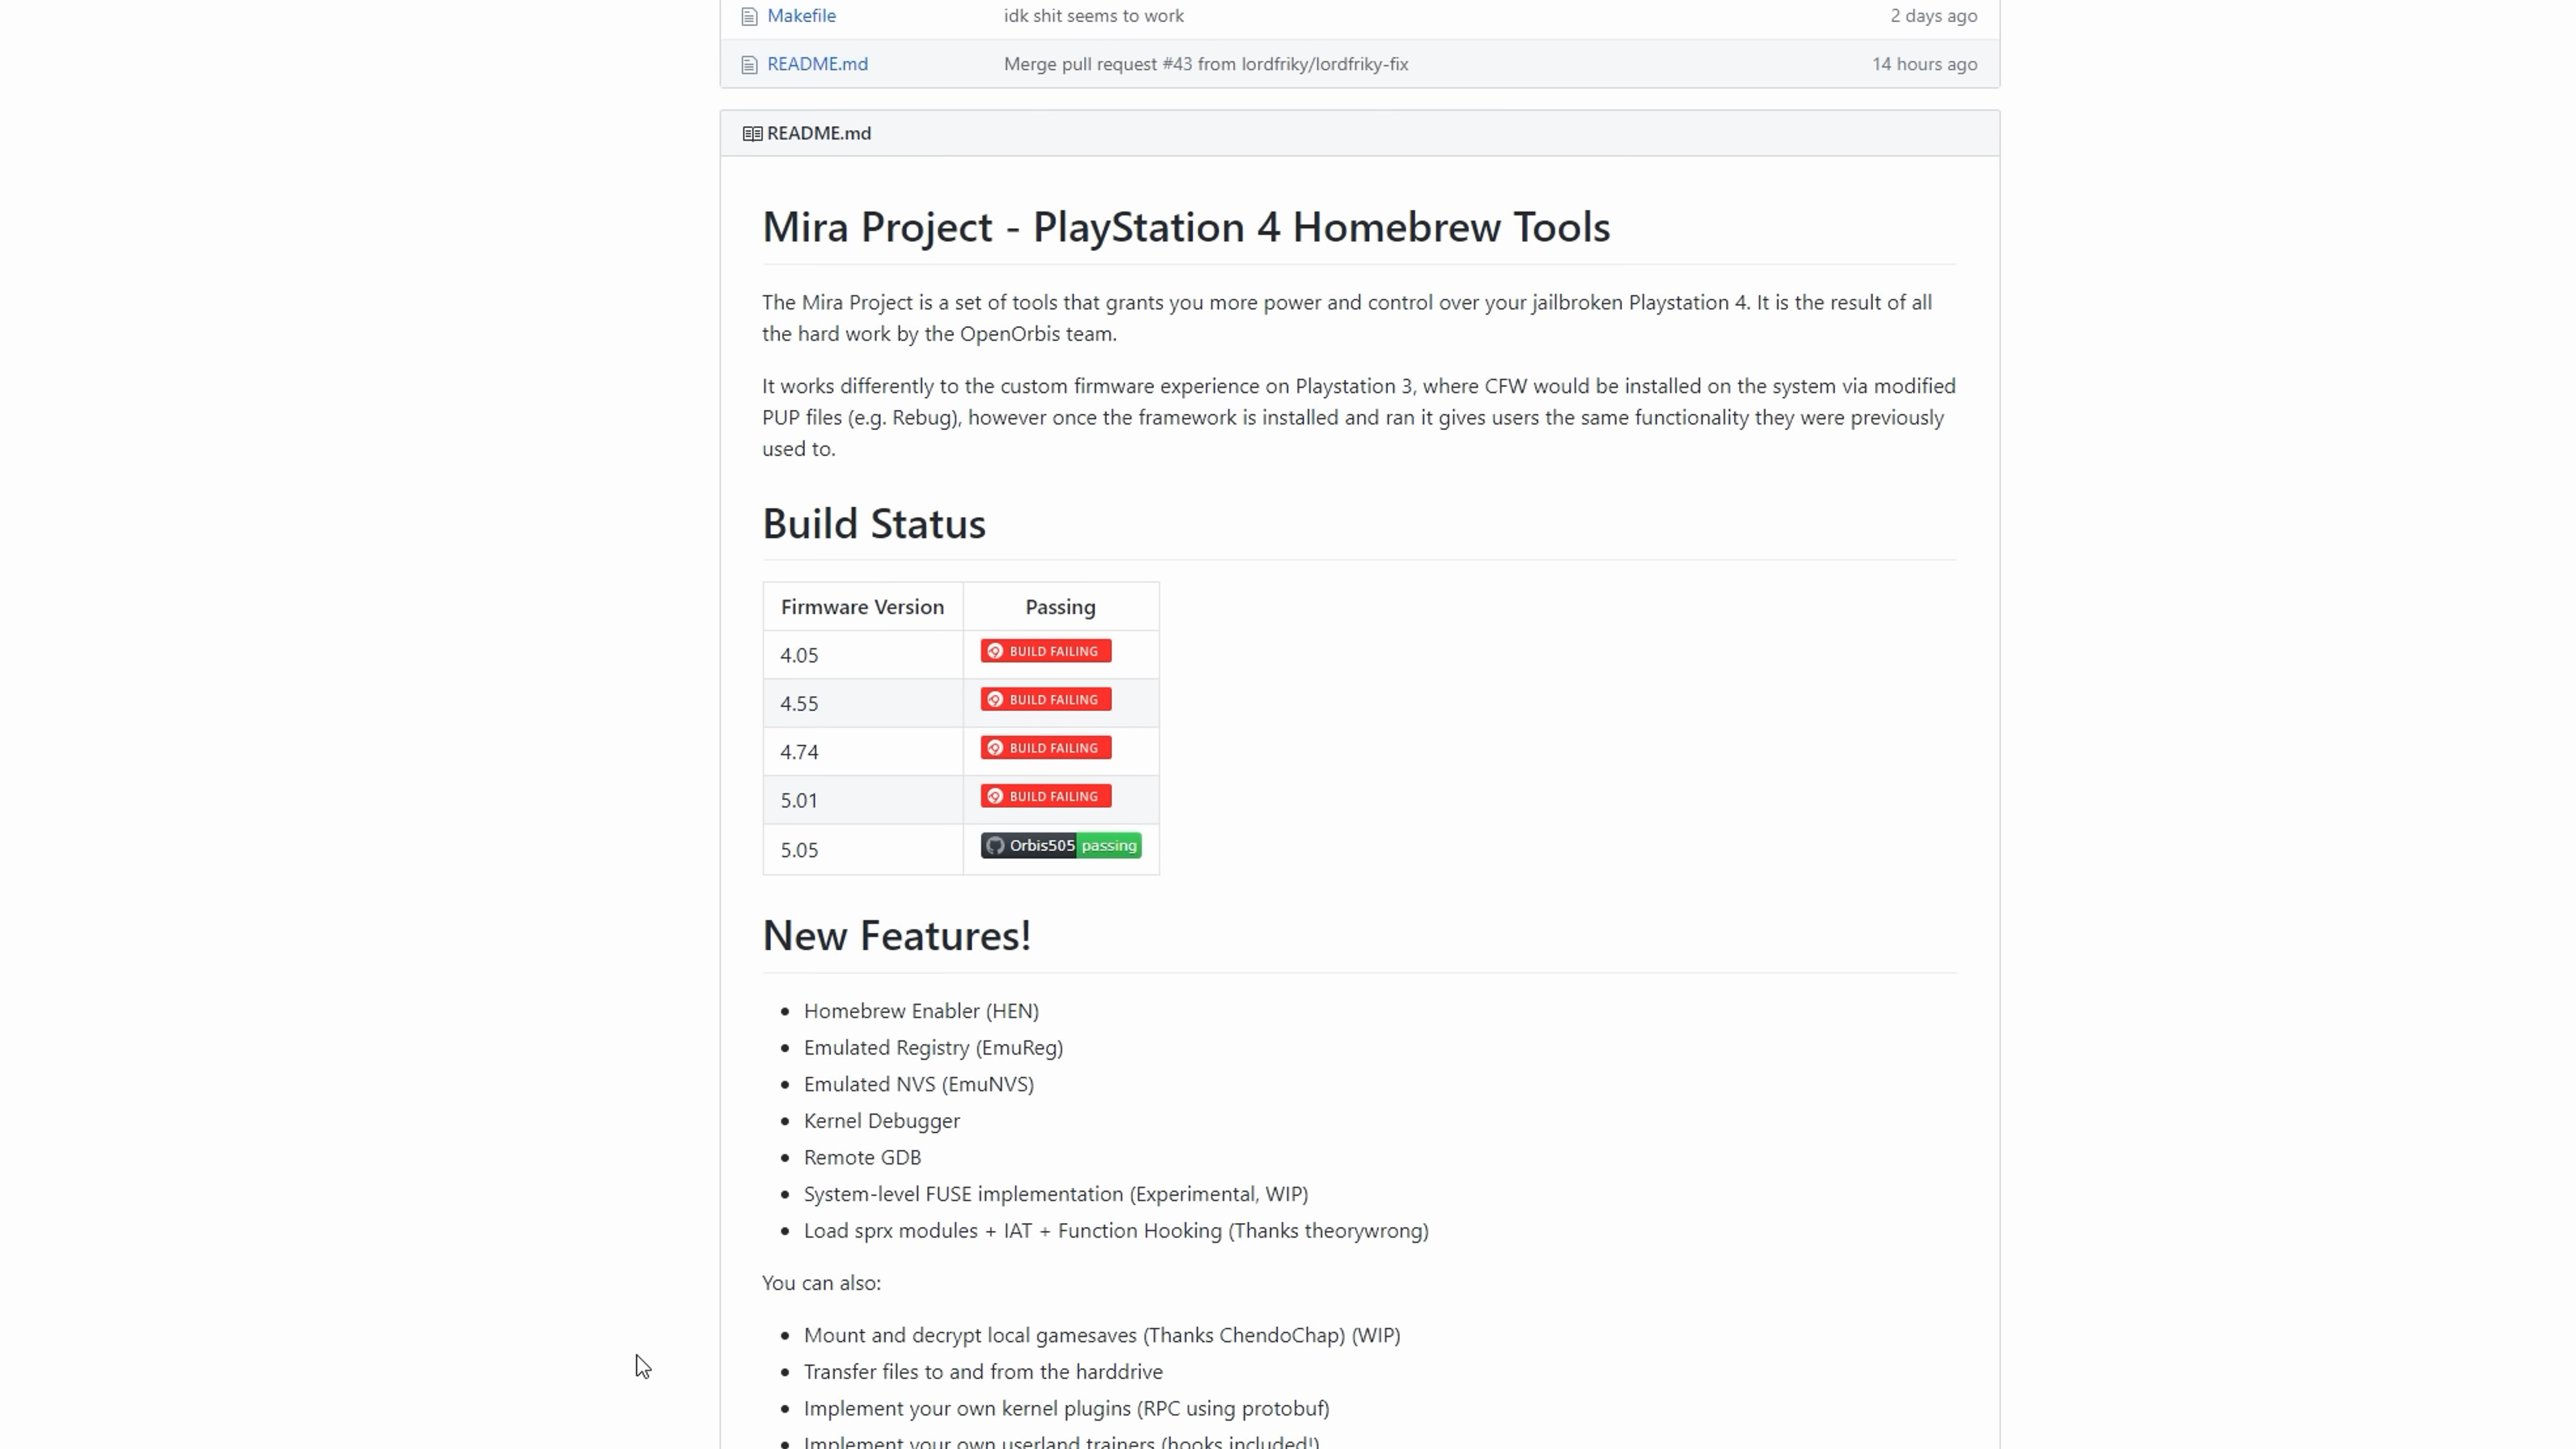 Makefile idk shit seems to work 2 days ago
README.md Merge pull request #43 from lordfriky/lordfriky-fix 14 hours ago
README.md
Mira Project - PlayStation 4 Homebrew Tools
The Mira Project is a set of tools that grants you more power and control over your jailbroken Playstation 4. It is the result of all
the hard work by the OpenOrbis team.
It works differently to the custom firmware experience on Playstation 3, where CFW would be installed on the system via modified
PUP files (e.g. Rebug), however once the framework is installed and ran it gives users the same functionality they were previously
used to.
Build Status
Firmware Version Passing
4.05 BUILD FAILING
4.55 BUILD FAILING
4.74 BUILD FAILING
5.01 BUILD FAILING
5.05 Orbis505 passing
New Features!
Homebrew Enabler (HEN)
Emulated Registry (EmuReg)
Emulated NVS (EmuNVS)
Kernel Debugger
Remote GDB
System-level FUSE implementation (Experimental, WIP)
Load sprx modules + IAT + Function Hooking (Thanks theorywrong)
You can also:
Mount and decrypt local gamesaves (Thanks ChendoChap) (WIP)
Transfer files to and from the harddrive
Implement your own kernel plugins (RPC using protobuf)
Implement your own userland trainers (hooks included!)